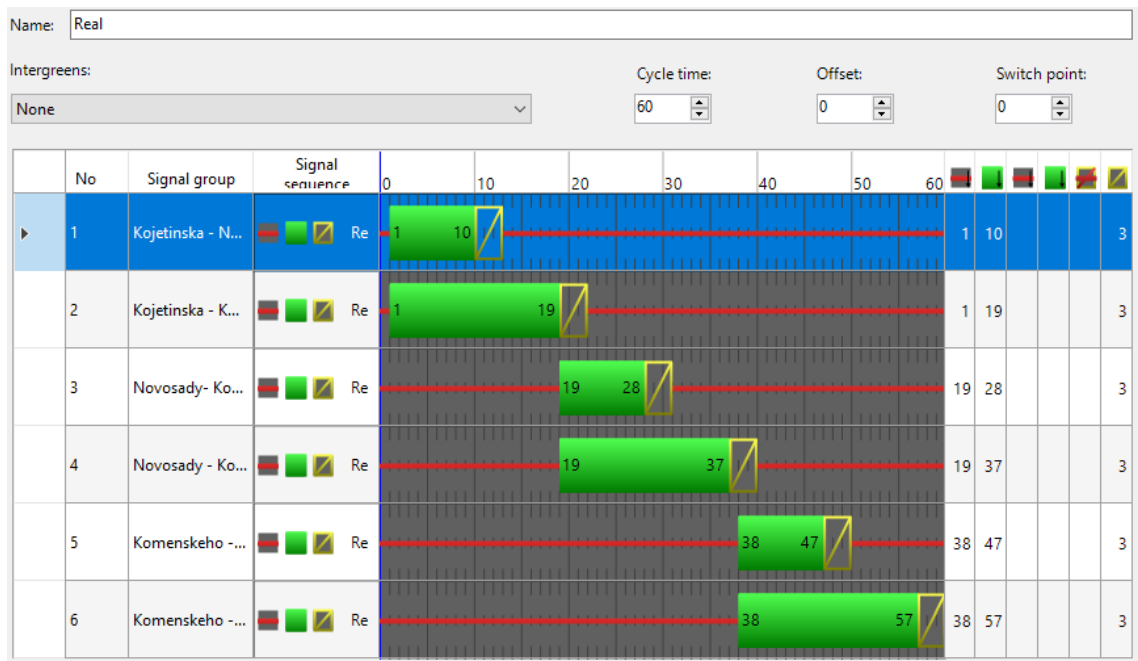 Name: Real
Intergreens: Cycle time: Offset: Switch point:
None 60 0 0
No Signal group Signal sequence 0 10 20 30 40 50 60
1 Kojetinska - N... Re 1 10 1 10 3
2 Kojetinska - K... Re 1 19 1 19 3
3 Novosady- Ko... Re 19 28 19 28 3
4 Novosady - Ko... Re 19 37 19 37 3
5 Komenskeho -... Re 38 47 38 47 3
6 Komenskeho -... Re 38 57 38 57 3